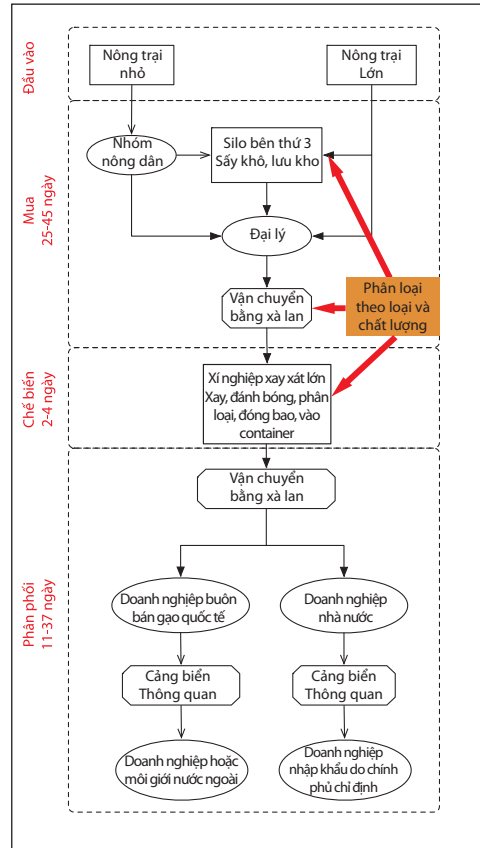 Đầu vào
Nông trại
nhỏ
Nông trại
Lớn
Mua
25-45 ngày
Nhóm
nông dân
Silo bên thứ 3
Sấy khô, lưu kho
Đại lý
Vận chuyển
bằng xà lan
Phân loại
theo loại và
chất lượng
Chế biến
2-4 ngày
Xí nghiệp xay xát lớn
Xay, đánh bóng, phân
loại, đóng bao, vào
container
Phân phối
11-37 ngày
Vận chuyển
bằng xà lan
Doanh nghiệp buôn
bán gạo quốc tế
Doanh nghiệp
nhà nước
Cảng biển
Thông quan
Cảng biển
Thông quan
Doanh nghiệp hoặc
môi giới nước ngoài
Doanh nghiệp
nhập khẩu do chính
phủ chỉ định